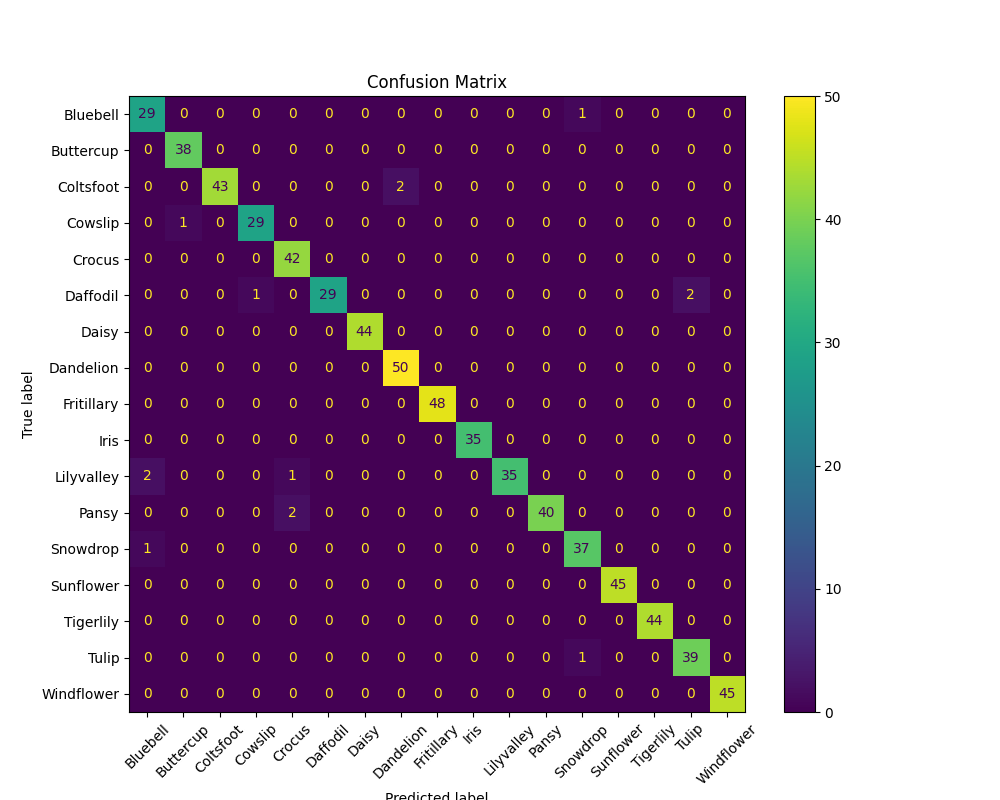 Confusion Matrix
Bluebell 29 0 0 0 0 0 0 0 0 0 0 0 1 0 0 0 0
Buttercup 0 38 0 0 0 0 0 0 0 0 0 0 0 0 0 0 0
Coltsfoot 0 0 43 0 0 0 0 2 0 0 0 0 0 0 0 0 0
Cowslip 0 1 0 29 0 0 0 0 0 0 0 0 0 0 0 0 0
Crocus 0 0 0 0 42 0 0 0 0 0 0 0 0 0 0 0 0
Daffodil 0 0 0 1 0 29 0 0 0 0 0 0 0 0 0 2 0
Daisy 0 0 0 0 0 0 44 0 0 0 0 0 0 0 0 0 0
Dandelion 0 0 0 0 0 0 0 50 0 0 0 0 0 0 0 0 0
Fritillary 0 0 0 0 0 0 0 0 48 0 0 0 0 0 0 0 0
Iris 0 0 0 0 0 0 0 0 0 35 0 0 0 0 0 0 0
Lilyvalley 2 0 0 0 1 0 0 0 0 0 35 0 0 0 0 0 0
Pansy 0 0 0 0 2 0 0 0 0 0 0 40 0 0 0 0 0
Snowdrop 1 0 0 0 0 0 0 0 0 0 0 0 37 0 0 0 0
Sunflower 0 0 0 0 0 0 0 0 0 0 0 0 0 45 0 0 0
Tigerlily 0 0 0 0 0 0 0 0 0 0 0 0 0 0 44 0 0
Tulip 0 0 0 0 0 0 0 0 0 0 0 0 1 0 0 39 0
Windflower 0 0 0 0 0 0 0 0 0 0 0 0 0 0 0 0 45
True label
Bluebell Buttercup Coltsfoot Cowslip Crocus Daffodil Daisy Dandelion Fritillary Iris Lilyvalley Pansy Snowdrop Sunflower Tigerlily Tulip Windflower
Predicted label
50
40
30
20
10
0